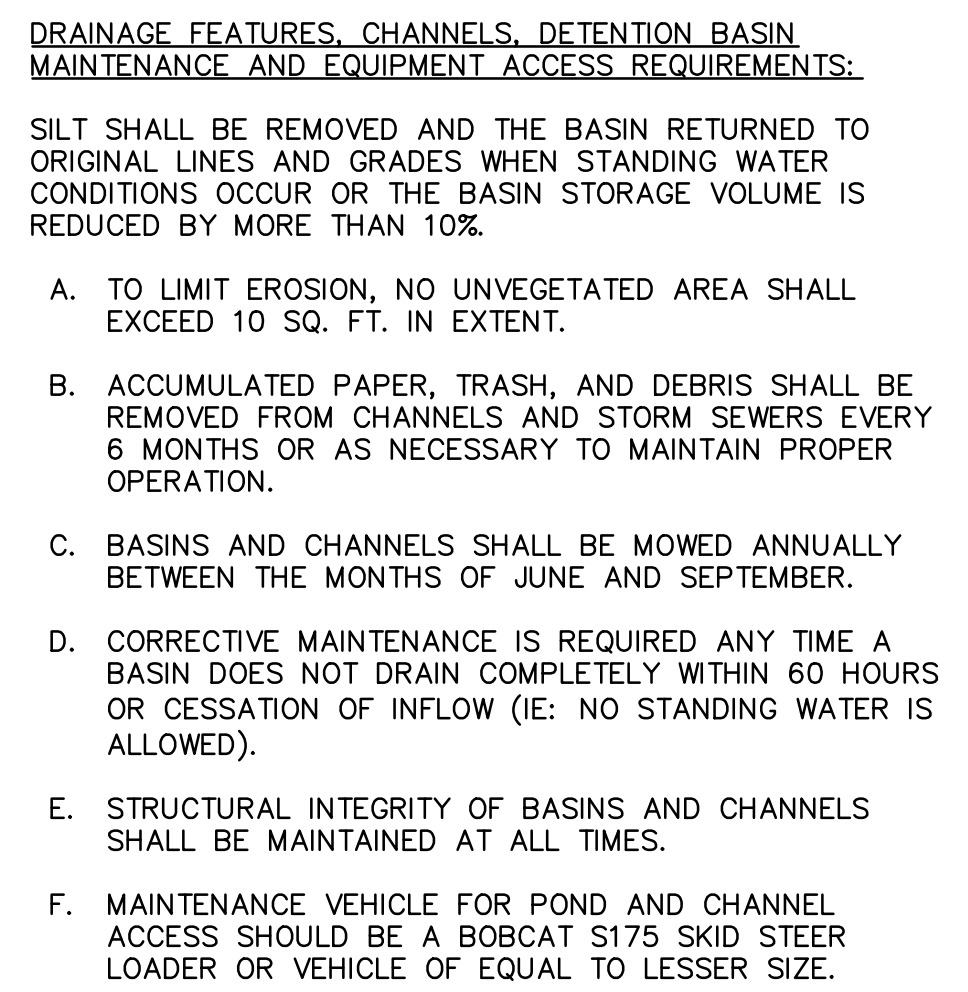 DRAINAGE FEATURES, CHANNELS, DETENTION BASIN
MAINTENANCE AND EQUIPMENT ACCESS REQUIREMENTS:
SILT SHALL BE REMOVED AND THE BASIN RETURNED TO
ORIGINAL LINES AND GRADES WHEN STANDING WATER
CONDITIONS OCCUR OR THE BASIN STORAGE VOLUME IS
REDUCED BY MORE THAN 10%.
A. TO LIMIT EROSION, NO UNVEGETATED AREA SHALL
EXCEED 10 SQ. FT. IN EXTENT.
B. ACCUMULATED PAPER, TRASH, AND DEBRIS SHALL BE
REMOVED FROM CHANNELS AND STORM SEWERS EVERY
6 MONTHS OR AS NECESSARY TO MAINTAIN PROPER
OPERATION.
C. BASINS AND CHANNELS SHALL BE MOWED ANNUALLY
BETWEEN THE MONTHS OF JUNE AND SEPTEMBER.
D. CORRECTIVE MAINTENANCE IS REQUIRED ANY TIME A
BASIN DOES NOT DRAIN COMPLETELY WITHIN 60 HOURS
OR CESSATION OF INFLOW (IE: NO STANDING WATER IS
ALLOWED).
E. STRUCTURAL INTEGRITY OF BASINS AND CHANNELS
SHALL BE MAINTAINED AT ALL TIMES.
F. MAINTENANCE VEHICLE FOR POND AND CHANNEL
ACCESS SHOULD BE A BOBCAT S175 SKID STEER
LOADER OR VEHICLE OF EQUAL TO LESSER SIZE.